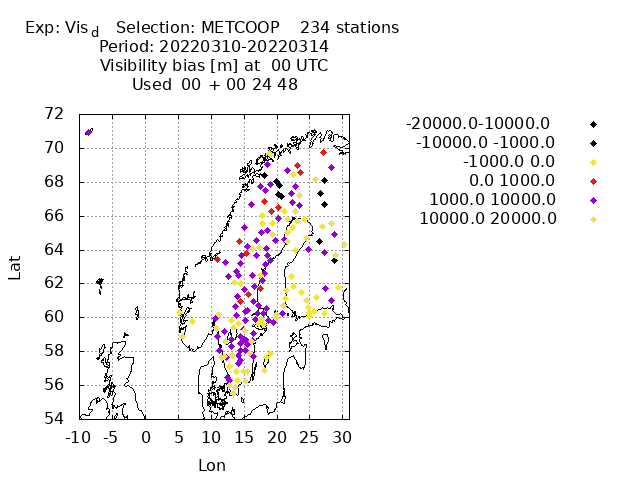 Exp: Vis_d   Selection: METCOOP    234 stations
Period: 20220310-20220314
Visibility bias [m] at  00 UTC
Used  00 + 00 24 48
-20000.0-10000.0
-10000.0 -1000.0
-1000.0 0.0
0.0 1000.0
1000.0 10000.0
10000.0 20000.0
72
70
68
66
64
62
60
58
56
54
Lat
-10 -5 0 5 10 15 20 25 30
Lon